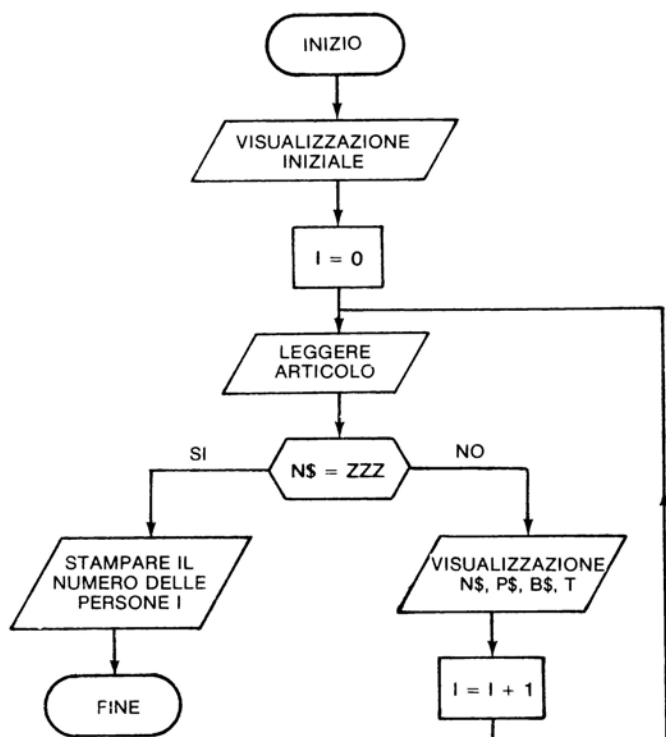 INIZIO
VISUALIZZAZIONE
INIZIALE
I = 0
LEGGERE
ARTICOLO
SI
N$ = ZZZ
NO
STAMPARE IL
NUMERO DELLE
PERSONE I
VISUALIZZAZIONE
N$, P$, B$, T
FINE
I = I + 1